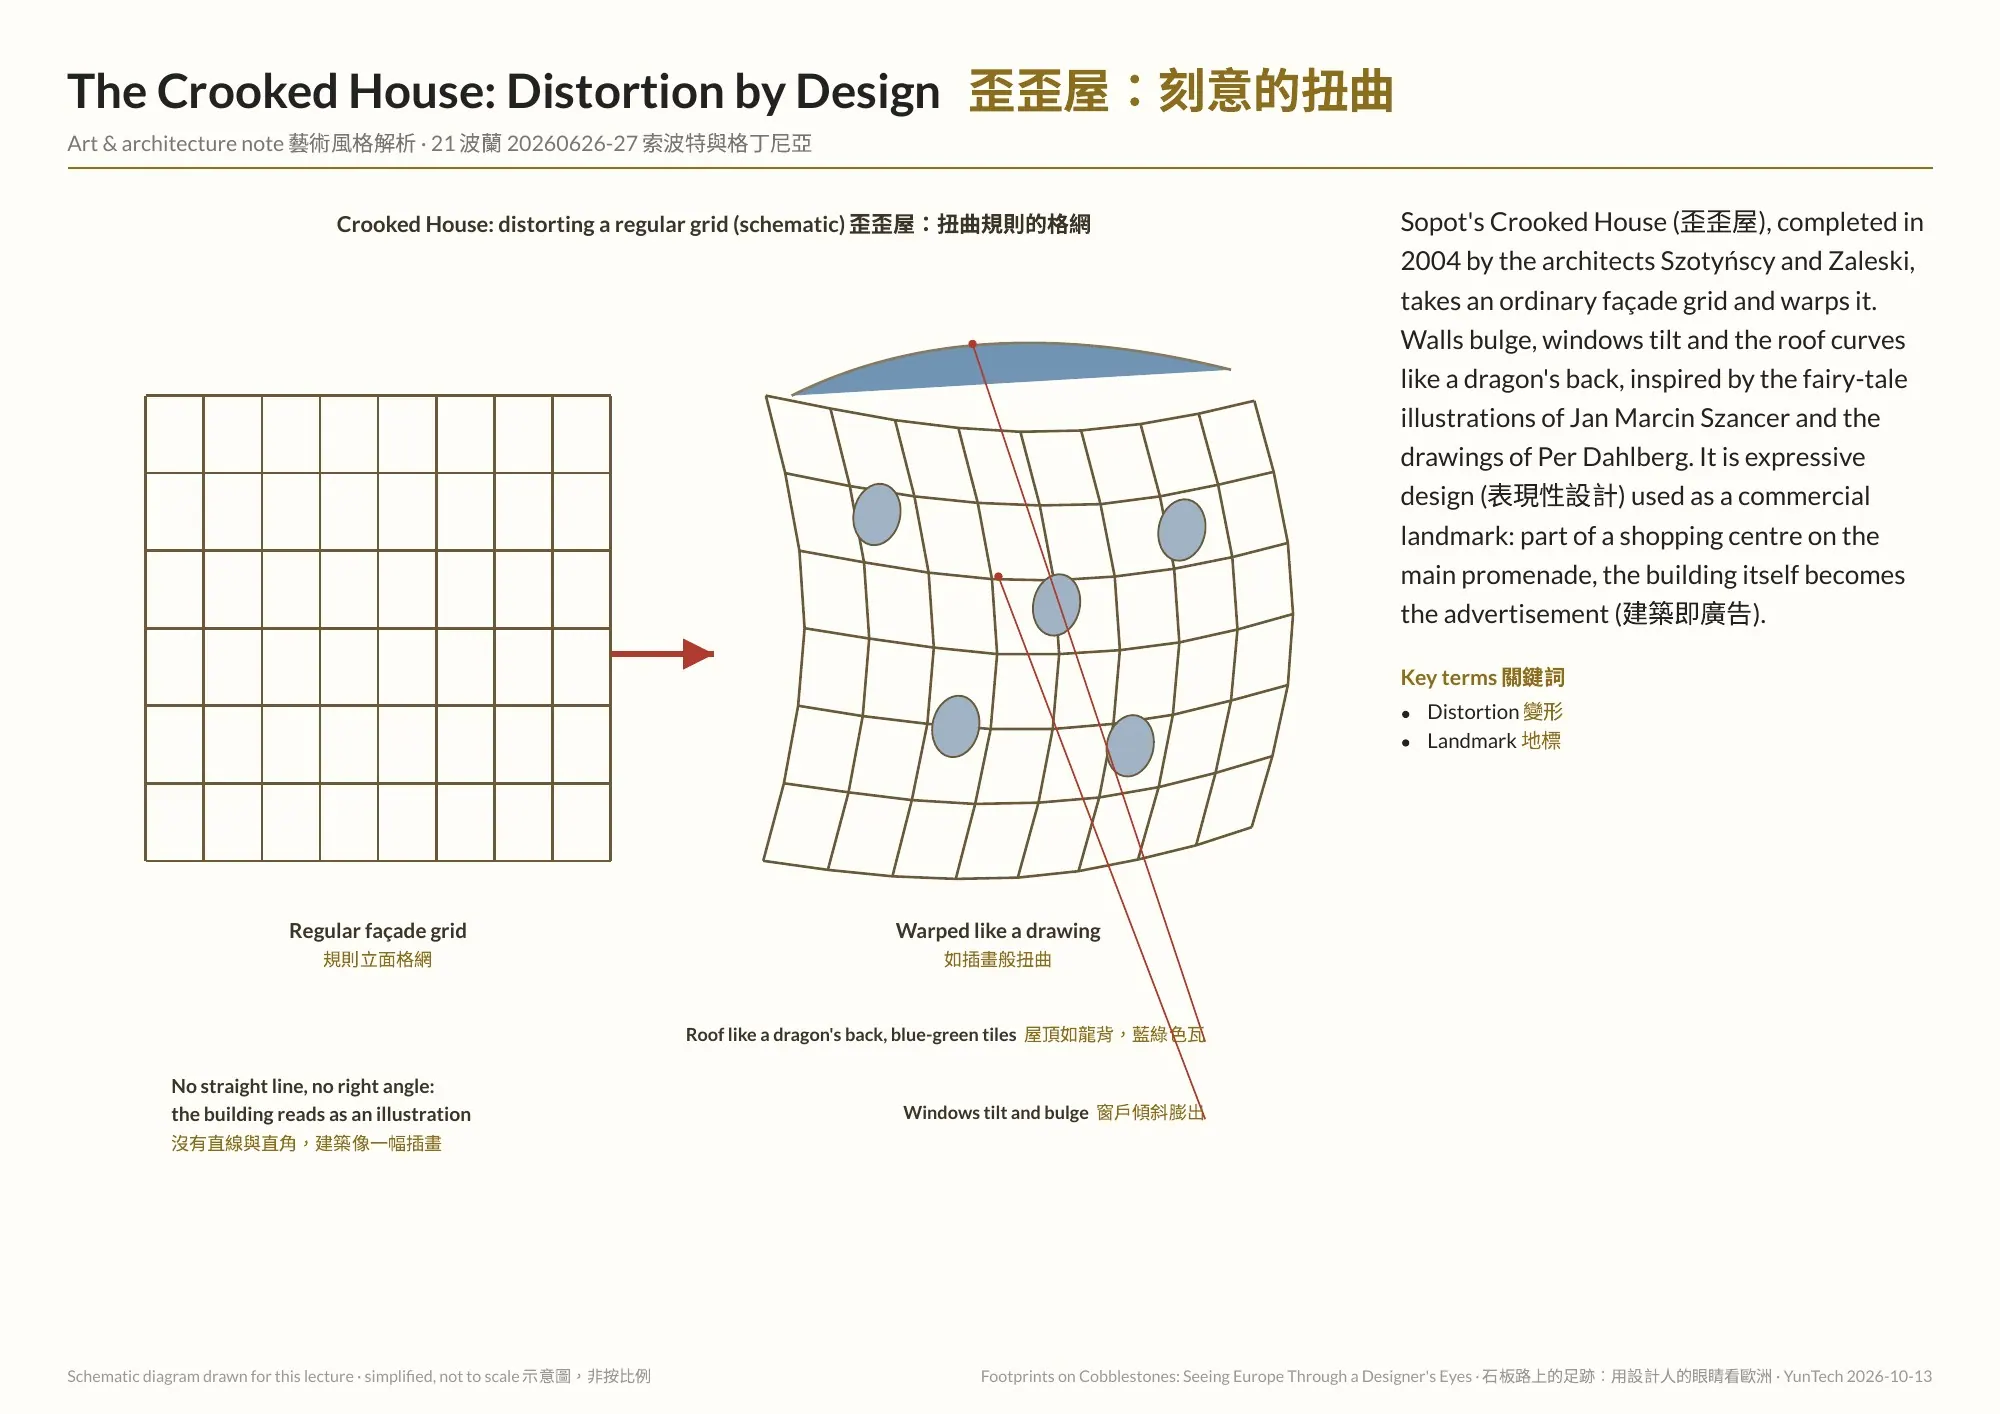 The Crooked House: Distortion by Design 歪歪屋：刻意的扭曲
Art & architecture note 藝術風格解析 · 21 波蘭 20260626-27 索波特與格丁尼亞
Crooked House: distorting a regular grid (schematic) 歪歪屋：扭曲規則的格網
Regular façade grid
規則立面格網
Warped like a drawing
如插畫般扭曲
Roof like a dragon's back, blue-green tiles 屋頂如龍背，藍綠色瓦
Windows tilt and bulge 窗戶傾斜膨出
No straight line, no right angle:
the building reads as an illustration
沒有直線與直角，建築像一幅插畫
Sopot's Crooked House (歪歪屋), completed in
2004 by the architects Szotyńscy and Zaleski,
takes an ordinary façade grid and warps it.
Walls bulge, windows tilt and the roof curves
like a dragon's back, inspired by the fairy-tale
illustrations of Jan Marcin Szancer and the
drawings of Per Dahlberg. It is expressive
design (表現性設計) used as a commercial
landmark: part of a shopping centre on the
main promenade, the building itself becomes
the advertisement (建築即廣告).
Key terms 關鍵詞
• Distortion 變形
• Landmark 地標
Schematic diagram drawn for this lecture · simplified, not to scale 示意圖，非按比例
Footprints on Cobblestones: Seeing Europe Through a Designer's Eyes · 石板路上的足跡：用設計人的眼睛看歐洲 · YunTech 2026-10-13